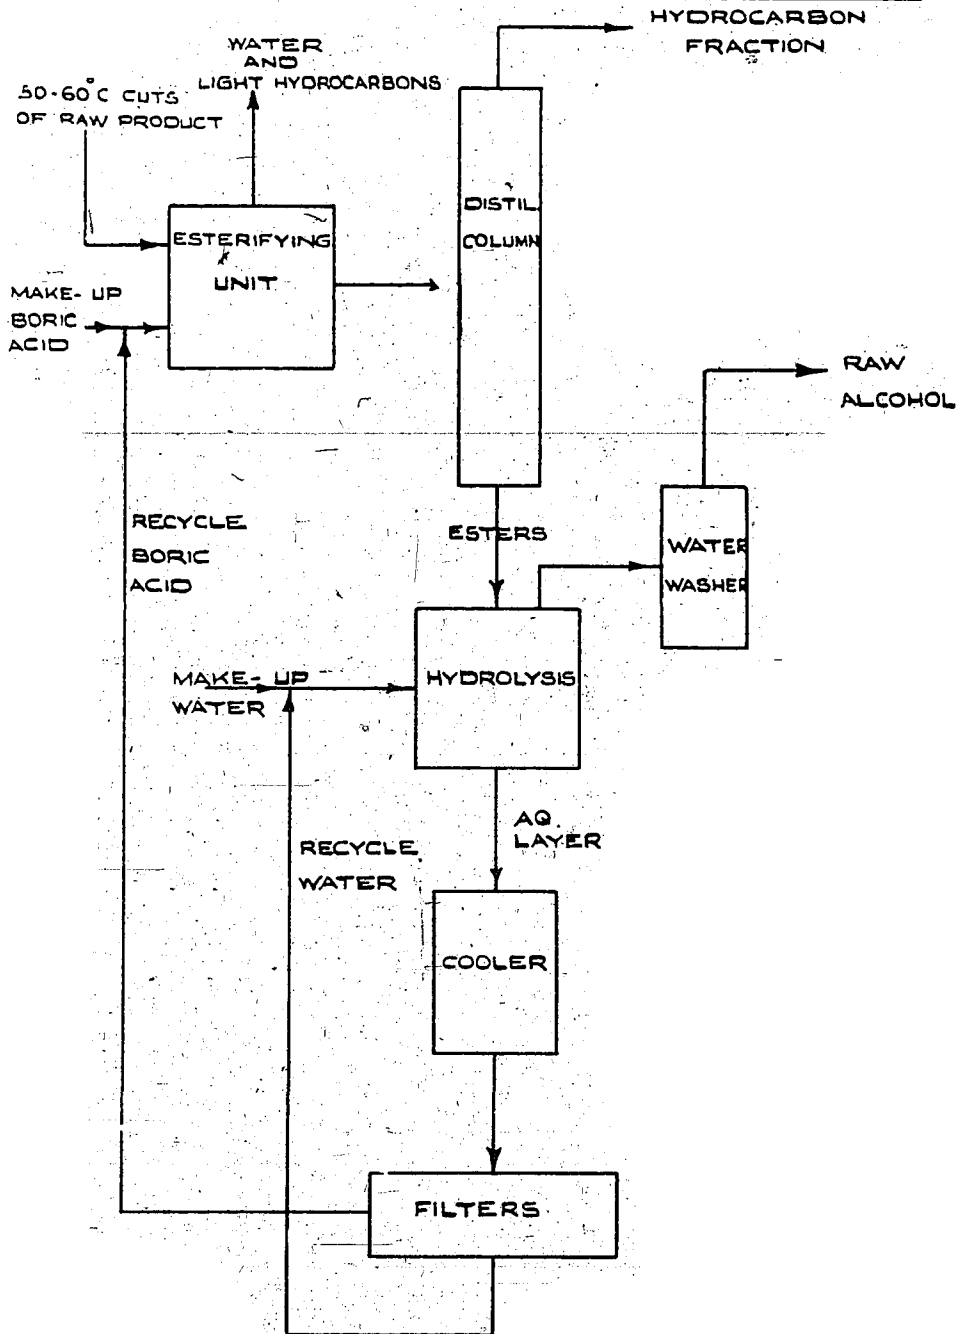 HYDROCARBON
FRACTION
WATER
AND
LIGHT HYDROCARBONS
50-60°C CUTS
OF RAW PRODUCT
DISTIL
COLUMN
ESTERIFYING
UNIT
MAKE-UP
BORIC
ACID
RAW
ALCOHOL
RECYCLE
BORIC
ACID
ESTERS
WATER
WASHER
MAKE-UP
WATER
HYDROLYSIS
AQ.
LAYER
RECYCLE
WATER
COOLER
FILTERS